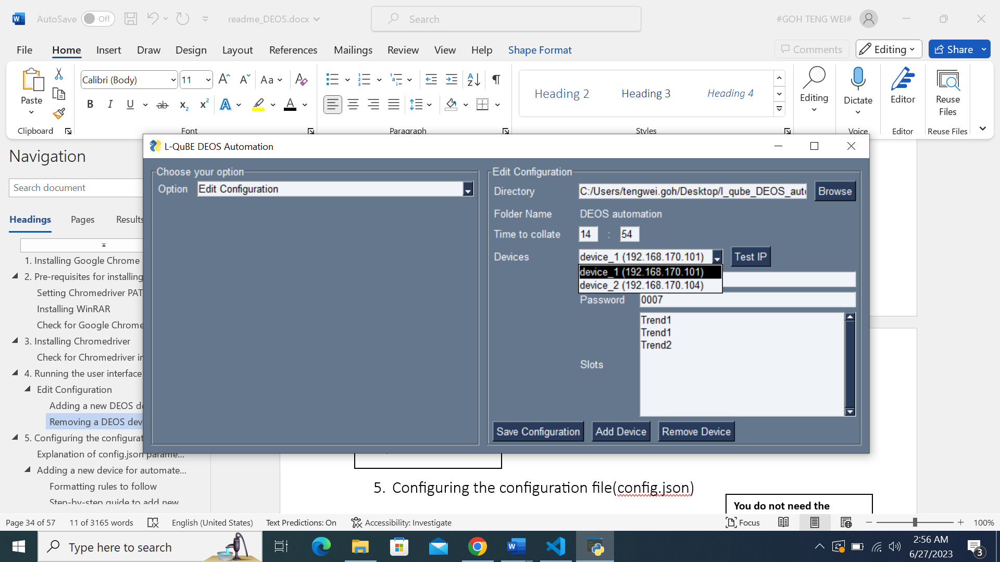 AutoSave Off readme_DEOS.docx Search #GOH TENG WEI#
File Home Insert Draw Design Layout References Mailings Review View Help Shape Format Comments Editing Share
Paste
Clipboard
Calibri (Body) 11
Font
Paragraph
Heading 2 Heading 3 Heading 4
Styles
Editing
Dictate
Voice
Editor
Editor
Reuse
Files
Reuse Files
Navigation
Search document
Headings Pages Results
1. Installing Google Chrome
2. Pre-requisites for installing
Setting Chromedriver PAT
Installing WinRAR
Check for Google Chrome
3. Installing Chromedriver
Check for Chromedriver in
4. Running the user interface
Edit Configuration
Adding a new DEOS de
Removing a DEOS dev
5. Configuring the configurat
Explanation of config.json parame...
Adding a new device for automate...
Formatting rules to follow
Step-by-step guide to add new
L-QuBE DEOS Automation
Choose your option
Option Edit Configuration
Edit Configuration
Directory C:/Users/tengwei.goh/Desktop/l_qube_DEOS_aut Browse
Folder Name DEOS automation
Time to collate 14 : 54
Devices device_1 (192.168.170.101) Test IP
device_1 (192.168.170.101)
device_2 (192.168.170.104)
Password 0007
Slots
Trend1
Trend1
Trend2
Save Configuration Add Device Remove Device
5. Configuring the configuration file(config.json)
You do not need the
Page 34 of 57 11 of 3165 words English (United States) Text Predictions: On Accessibility: Investigate Focus 100%
Type here to search
2:56 AM
6/27/2023
3